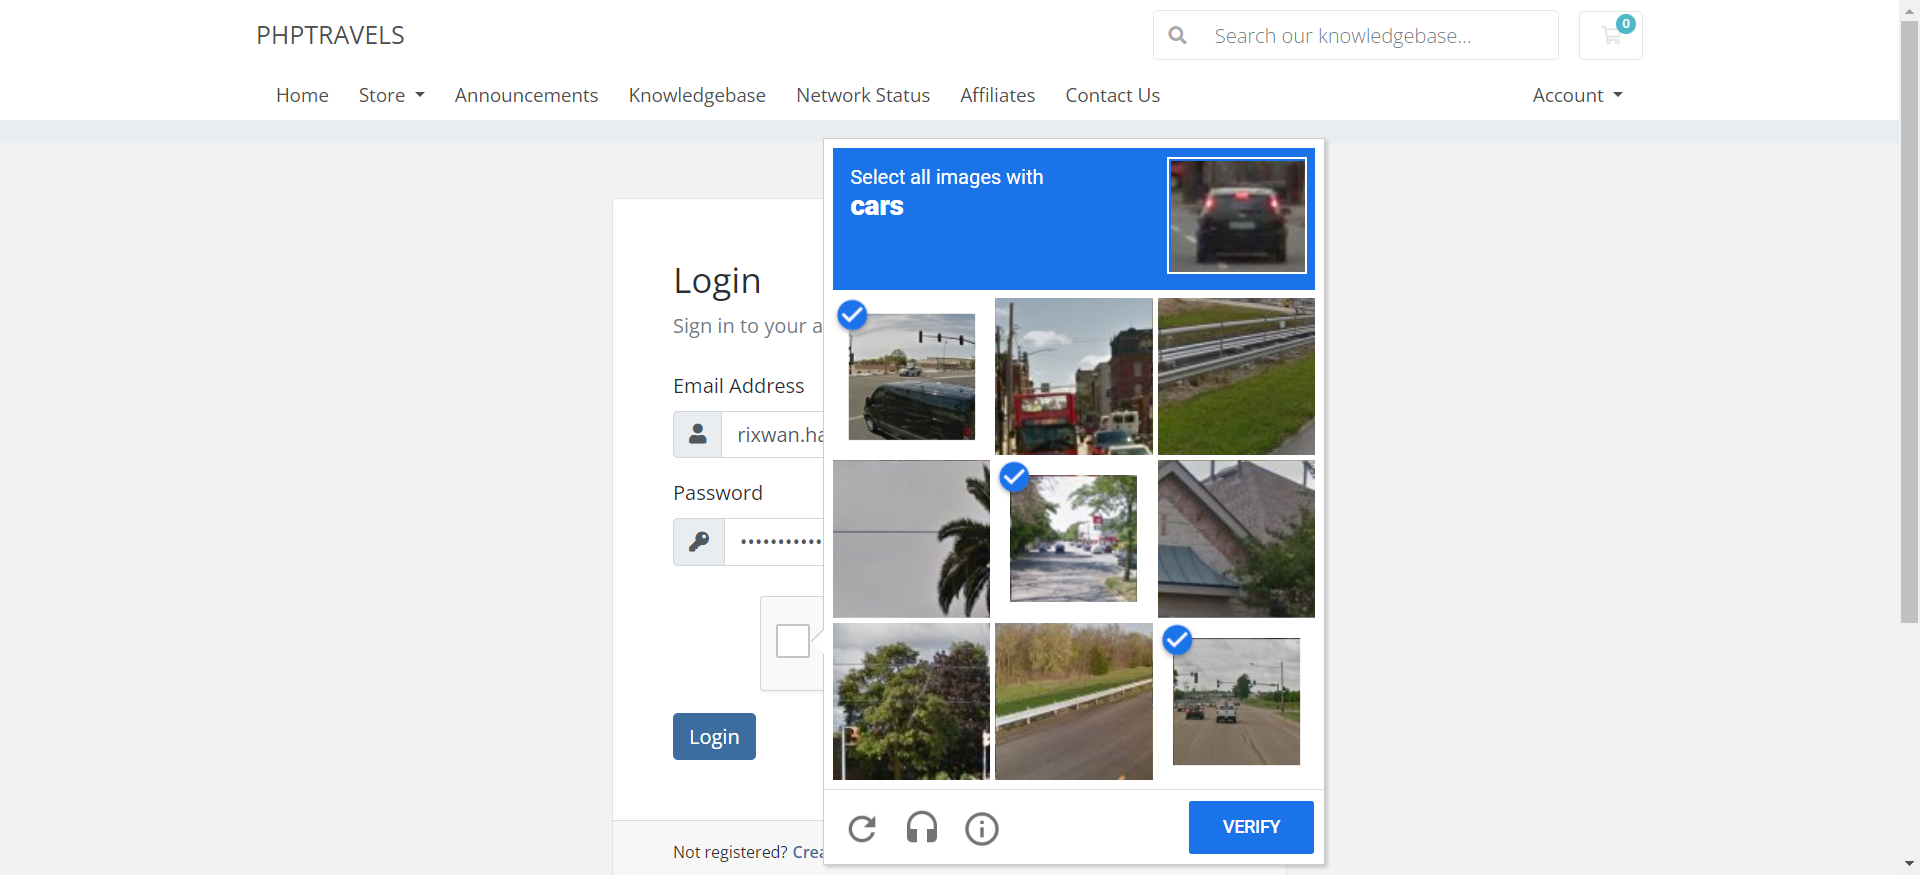 PHPTRAVELS
Search our knowledgebase...
0
Home
Store
Announcements
Knowledgebase
Network Status
Affiliates
Contact Us
Account
Select all images with
cars
Login
Sign in to your a
Email Address
rixwan.ha
Password
Login
VERIFY
Not registered? Crea